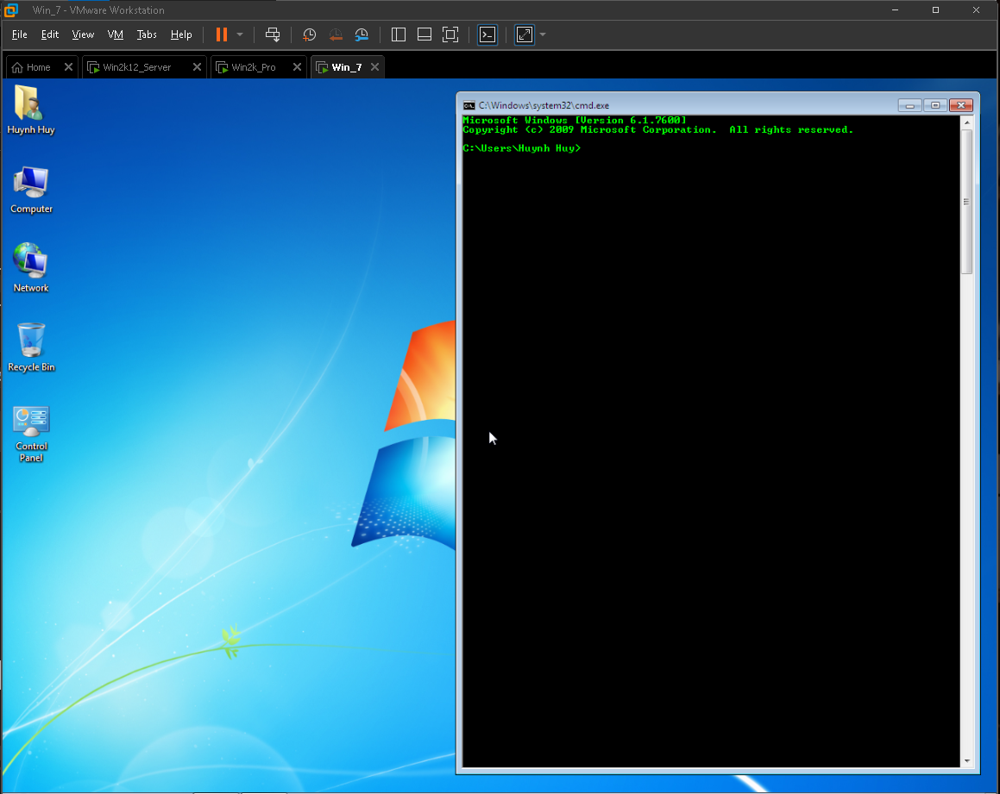 Win_7 - VMware Workstation
File Edit View VM Tabs Help
Home Win2k12_Server Win2k_Pro Win_7
Huynh Huy
Computer
Network
Recycle Bin
Control
Panel
C:\Windows\system32\cmd.exe
Microsoft Windows [Version 6.1.7600]
Copyright (c) 2009 Microsoft Corporation.  All rights reserved.
C:\Users\Huynh Huy>